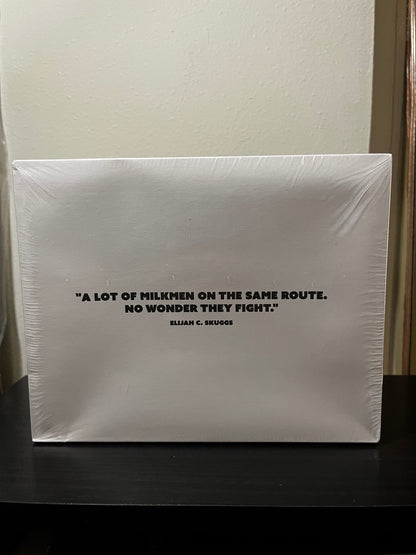 "A LOT OF MILKMEN ON THE SAME ROUTE.
NO WONDER THEY FIGHT."
ELIJAH C. SKUGGS